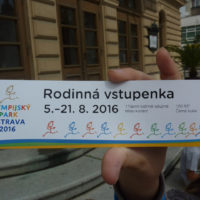 Rodinná vstupenka
5.–21. 8. 2016
OLYMPIJSKÝ
PARK
OSTRAVA
2016